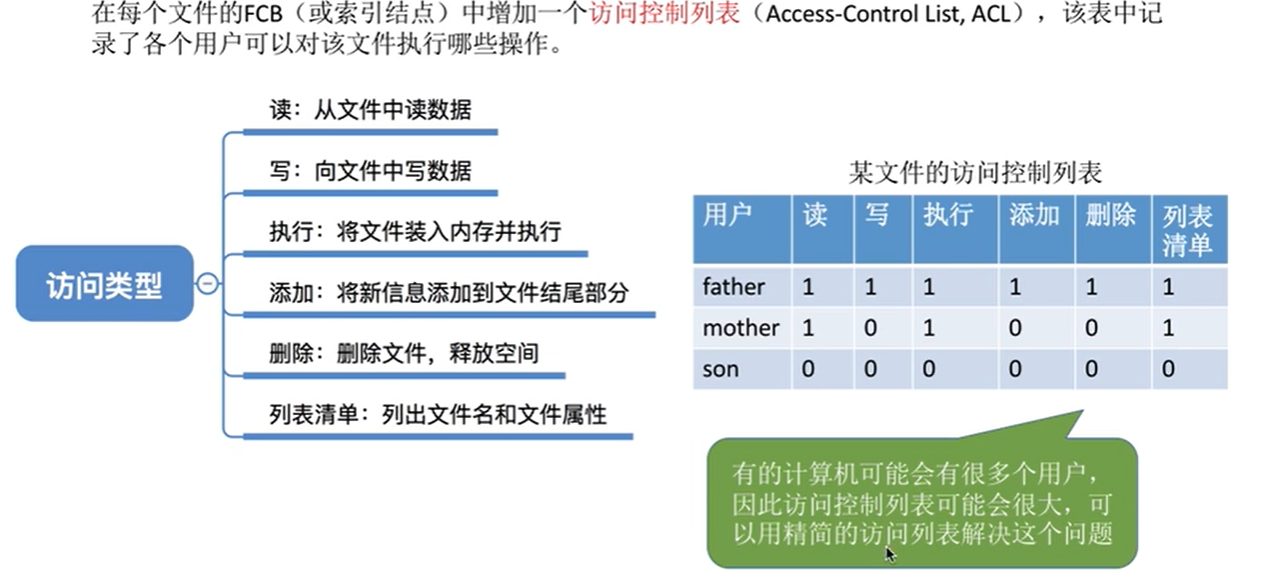 在每个文件的FCB（或索引结点）中增加一个访问控制列表（Access-Control List, ACL），该表中记
录了各个用户可以对该文件执行哪些操作。
访问类型
读：从文件中读数据
写：向文件中写数据
执行：将文件装入内存并执行
添加：将新信息添加到文件结尾部分
删除：删除文件，释放空间
列表清单：列出文件名和文件属性
某文件的访问控制列表
用户 读 写 执行 添加 删除 列表
清单
father 1 1 1 1 1 1
mother 1 0 1 0 0 1
son 0 0 0 0 0 0
有的计算机可能会有很多个用户，
因此访问控制列表可能会很大，可
以用精简的访问列表解决这个问题